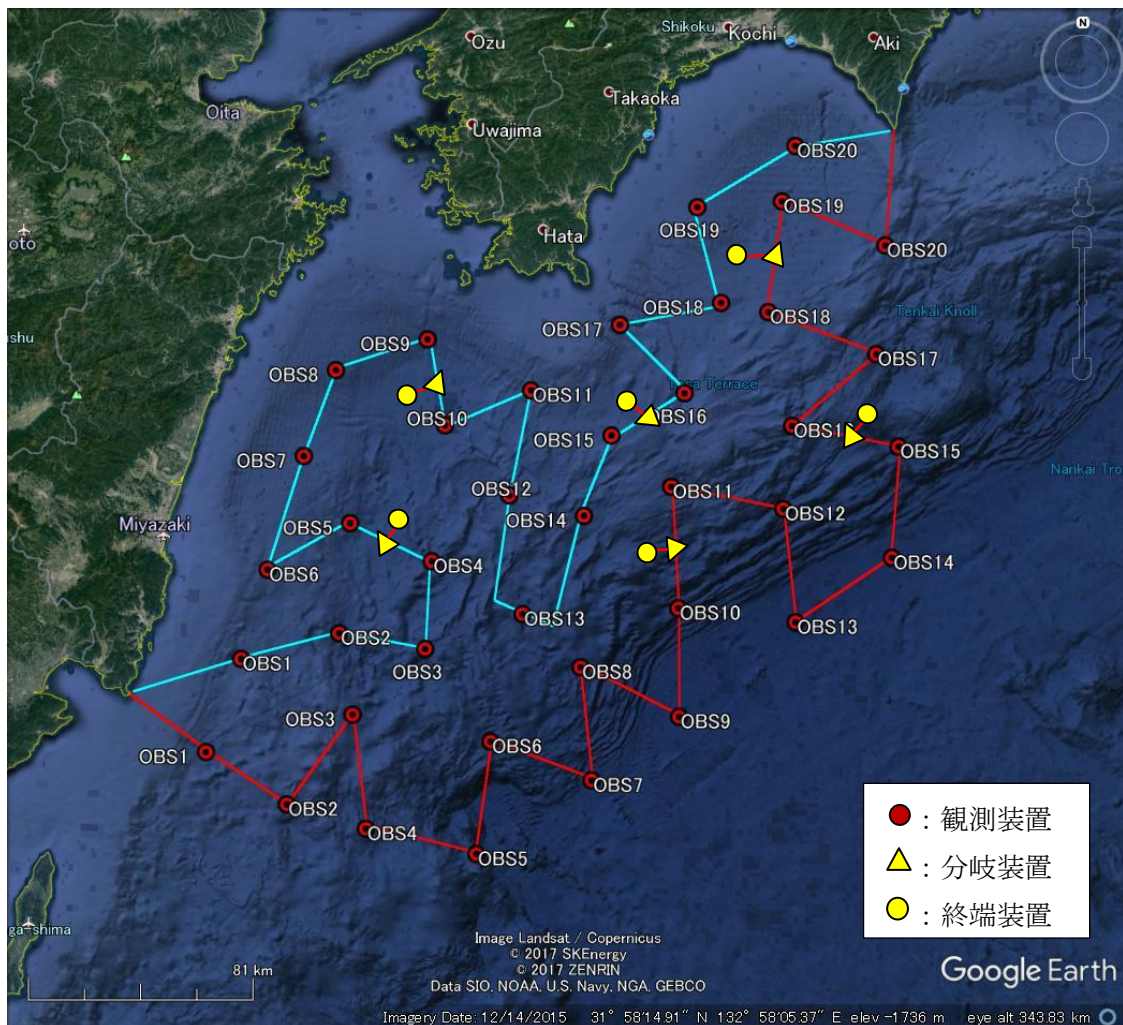 N
Shikoku
Kochi
Ozu
Aki
Takaoka
Oita
Uwajima
OBS20
OBS19
OBS19
Hata
oto
OBS20
OBS18
OBS18
Tenkai Knoll
OBS17
ashu
OBS9
OBS17
OBS8
Tosa Terrace
OBS11
OBS10
OBS16
OBS16
OBS15
OBS15
OBS7
Nankai Tro
OBS12
OBS11
OBS12
OBS14
OBS5
Miyazaki
OBS4
OBS14
OBS6
OBS10
OBS13
OBS13
OBS2
OBS1
OBS3
OBS8
OBS3
OBS9
OBS1
OBS6
OBS7
OBS2
OBS4
OBS5
:観測装置
:分岐装置
:終端装置
ga-shima
Image Landsat / Copernicus
© 2017 SKEnergy
© 2017 ZENRIN
Data SIO, NOAA, U.S. Navy, NGA, GEBCO
81 km
Google Earth
Imagery Date: 12/14/2015 31° 58'14.91" N 132° 58'05.37" E elev -1736 m eye alt 343.83 km